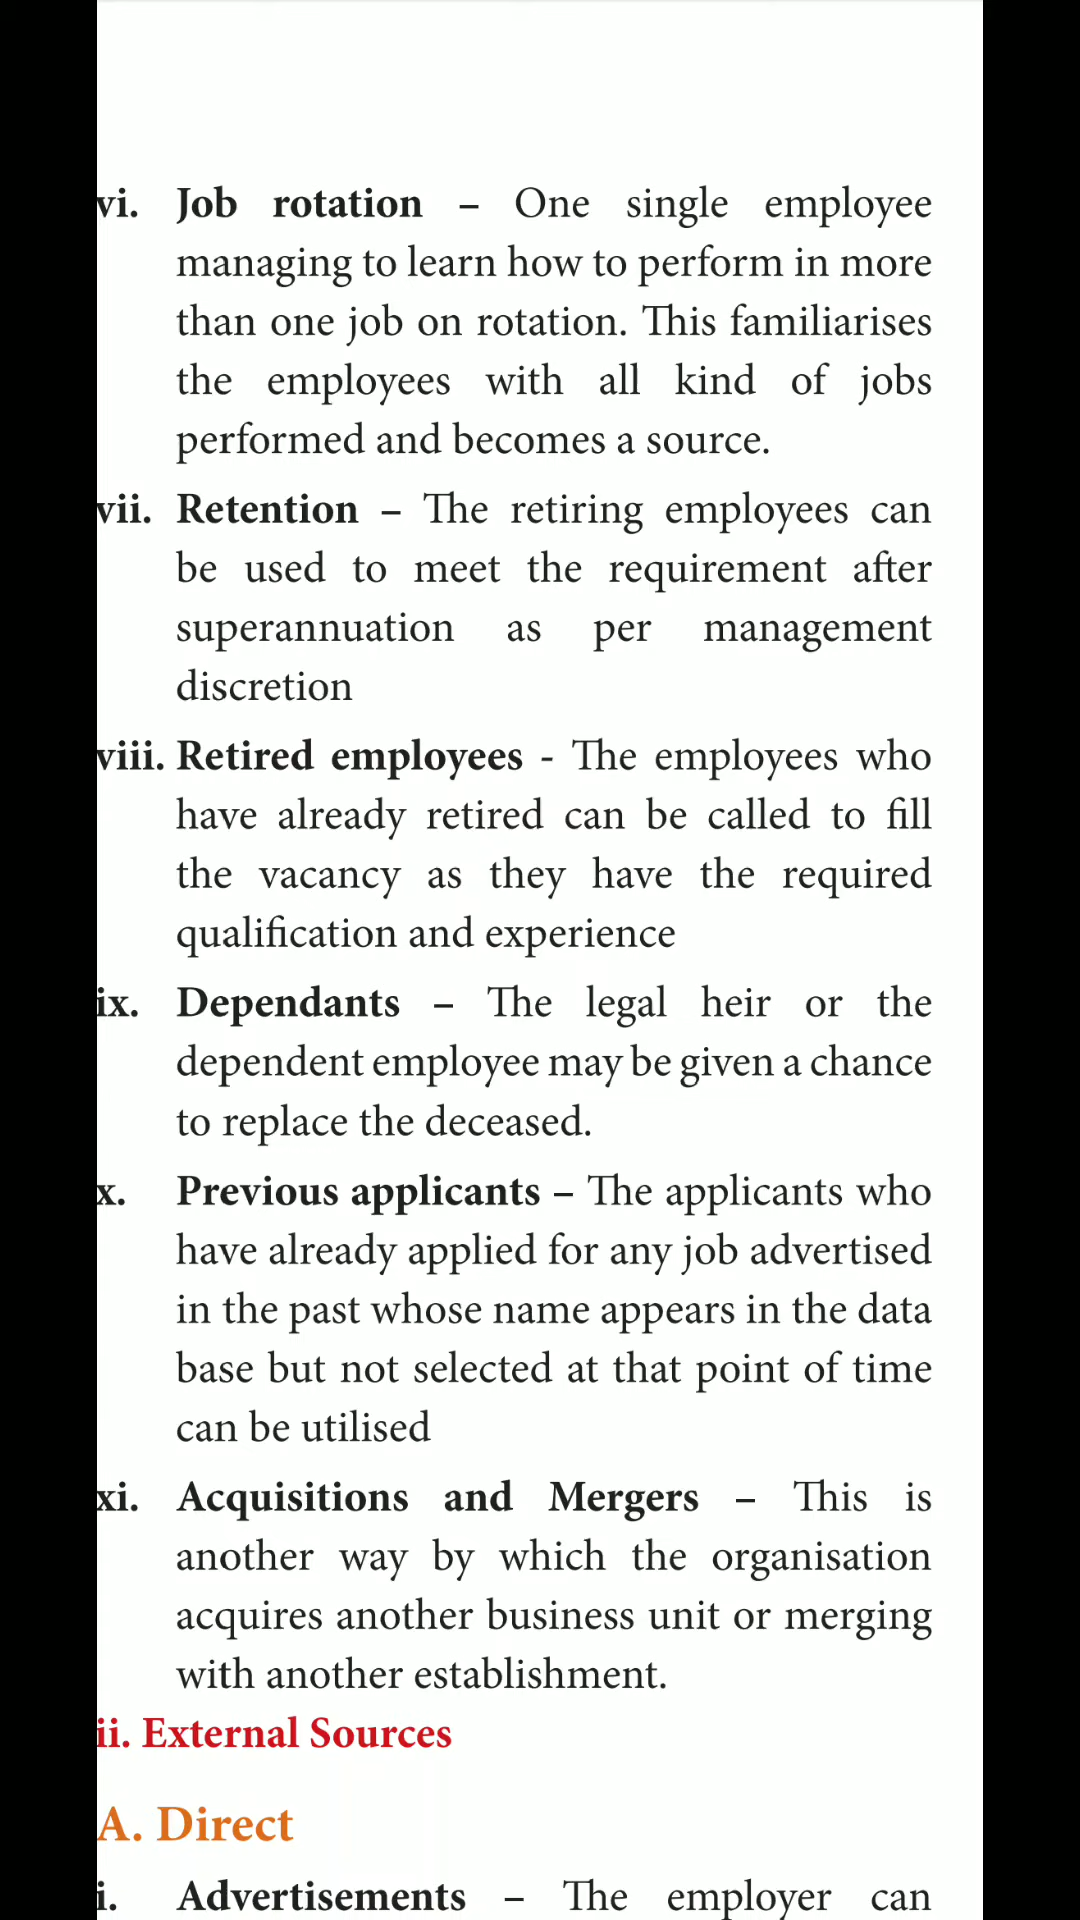 vi. Job rotation – One single employee
managing to learn how to perform in more
than one job on rotation. This familiarises
the employees with all kind of jobs
performed and becomes a source.
vii. Retention – The retiring employees can
be used to meet the requirement after
superannuation as per management
discretion
viii. Retired employees - The employees who
have already retired can be called to fill
the vacancy as they have the required
qualification and experience
ix. Dependants – The legal heir or the
dependent employee may be given a chance
to replace the deceased.
x. Previous applicants – The applicants who
have already applied for any job advertised
in the past whose name appears in the data
base but not selected at that point of time
can be utilised
xi. Acquisitions and Mergers – This is
another way by which the organisation
acquires another business unit or merging
with another establishment.
ii. External Sources
A. Direct
i. Advertisements – The employer can